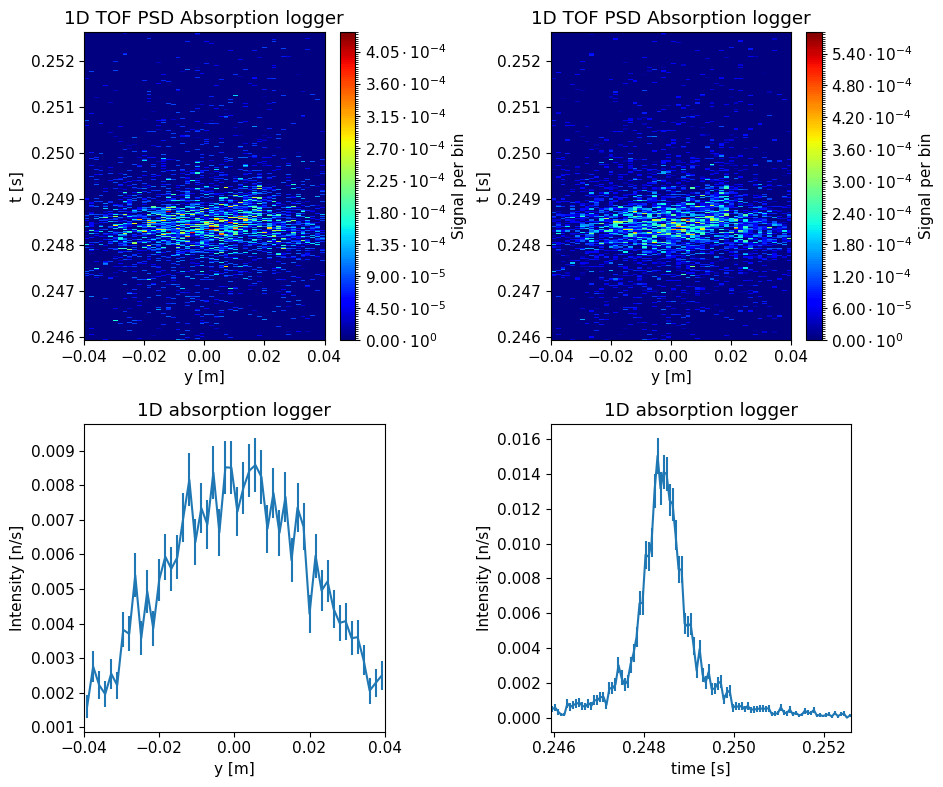 1D TOF PSD Absorption logger
t [s]
0.252
0.251
0.250
0.249
0.248
0.247
0.246
−0.04 −0.02 0.00 0.02 0.04
y [m]
4.05 · 10⁻⁴
3.60 · 10⁻⁴
3.15 · 10⁻⁴
2.70 · 10⁻⁴
2.25 · 10⁻⁴
1.80 · 10⁻⁴
1.35 · 10⁻⁴
9.00 · 10⁻⁵
4.50 · 10⁻⁵
0.00 · 10⁰
Signal per bin
1D TOF PSD Absorption logger
t [s]
0.252
0.251
0.250
0.249
0.248
0.247
0.246
−0.04 −0.02 0.00 0.02 0.04
y [m]
5.40 · 10⁻⁴
4.80 · 10⁻⁴
4.20 · 10⁻⁴
3.60 · 10⁻⁴
3.00 · 10⁻⁴
2.40 · 10⁻⁴
1.80 · 10⁻⁴
1.20 · 10⁻⁴
6.00 · 10⁻⁵
0.00 · 10⁰
Signal per bin
1D absorption logger
Intensity [n/s]
0.009
0.008
0.007
0.006
0.005
0.004
0.003
0.002
0.001
−0.04 −0.02 0.00 0.02 0.04
y [m]
1D absorption logger
Intensity [n/s]
0.016
0.014
0.012
0.010
0.008
0.006
0.004
0.002
0.000
0.246 0.248 0.250 0.252
time [s]